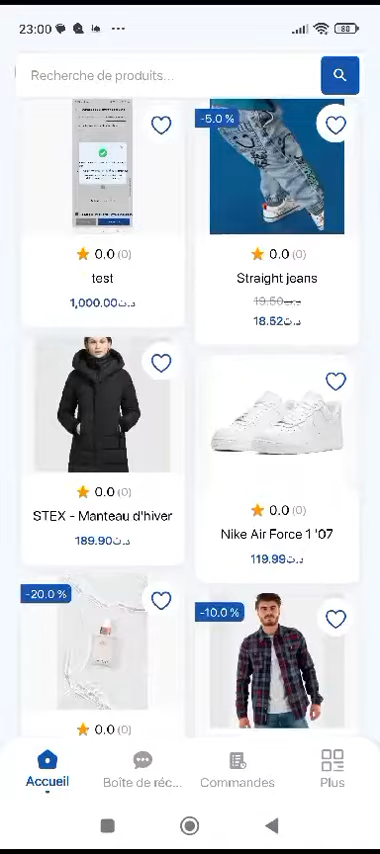 23:00
80
Recherche de produits...
-5.0 %
0.0 (0)
test
1,000.00د.ت
0.0 (0)
Straight jeans
19.50د.ت
18.52د.ت
0.0 (0)
STEX - Manteau d'hiver
189.90د.ت
0.0 (0)
Nike Air Force 1 '07
119.99د.ت
-20.0 %
0.0 (0)
-10.0 %
Accueil
Boîte de réc...
Commandes
Plus